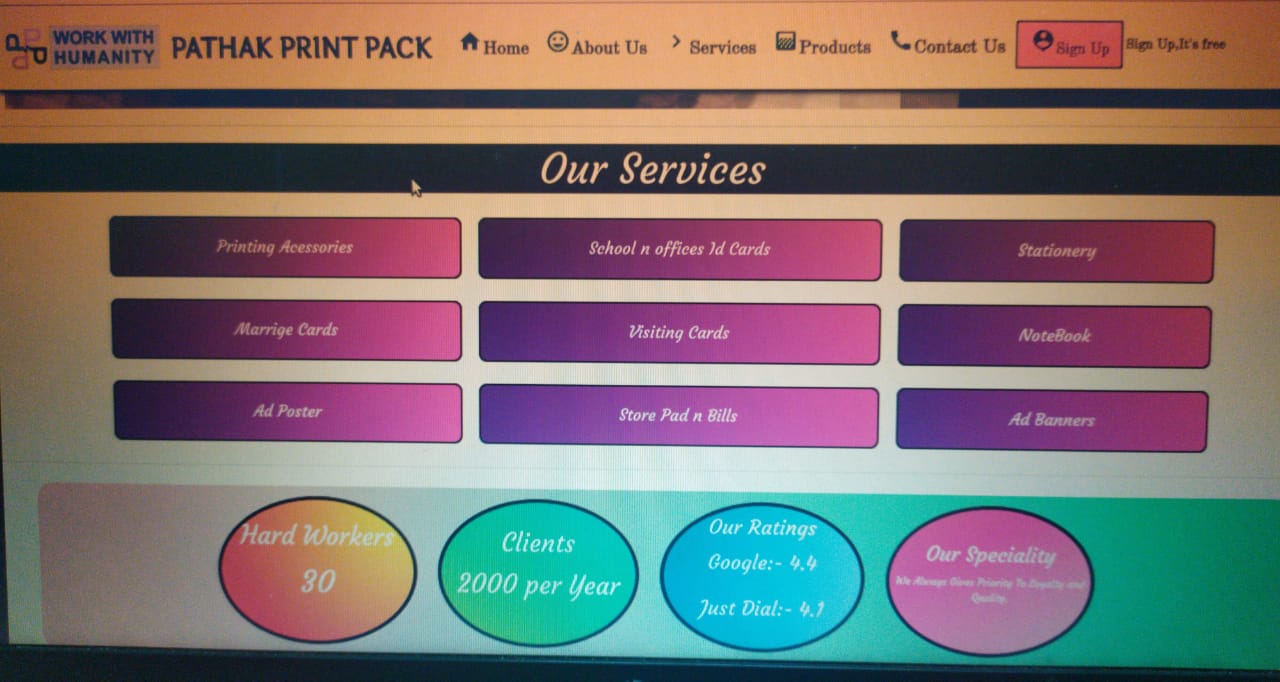 WORK WITH
HUMANITY
PATHAK PRINT PACK
Home
About Us
Services
Products
Contact Us
Sign Up
Sign Up,It's free
Our Services
Printing Acessories
School n offices Id Cards
Stationery
Marrige Cards
Visiting Cards
NoteBook
Ad Poster
Store Pad n Bills
Ad Banners
Hard Workers
30
Clients
2000 per Year
Our Ratings
Google:- 4.4
Just Dial:- 4.1
Our Speciality
We Always Gives Priority To Loyalty and
Quality.